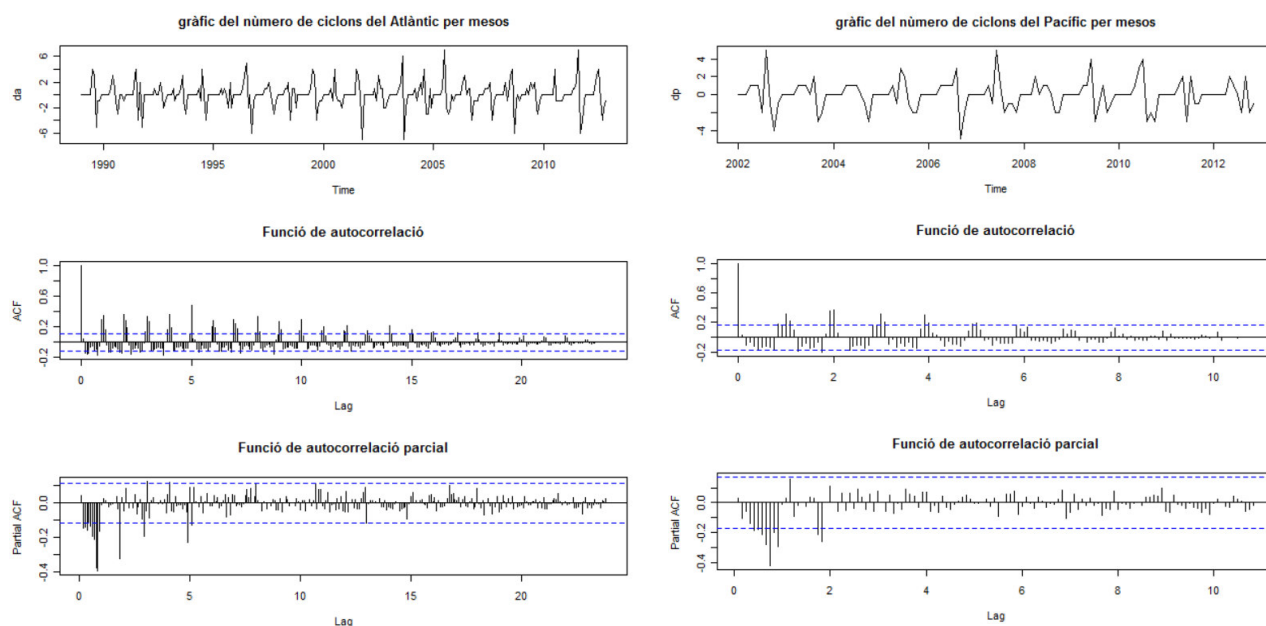 gràfic del nùmero de ciclons del Atlàntic per mesos
da
6
2
-2
-6
1990 1995 2000 2005 2010
Time
Funció de autocorrelació
ACF
1.0
0.6
0.2
-0.2
0 5 10 15 20
Lag
Funció de autocorrelació parcial
Partial ACF
0.0
-0.2
-0.4
0 5 10 15 20
Lag
gràfic del nùmero de ciclons del Pacífic per mesos
dp
4
2
0
-4
2002 2004 2006 2008 2010 2012
Time
Funció de autocorrelació
ACF
1.0
0.6
0.2
-0.2
0 2 4 6 8 10
Lag
Funció de autocorrelació parcial
Partial ACF
0.0
-0.2
-0.4
0 2 4 6 8 10
Lag